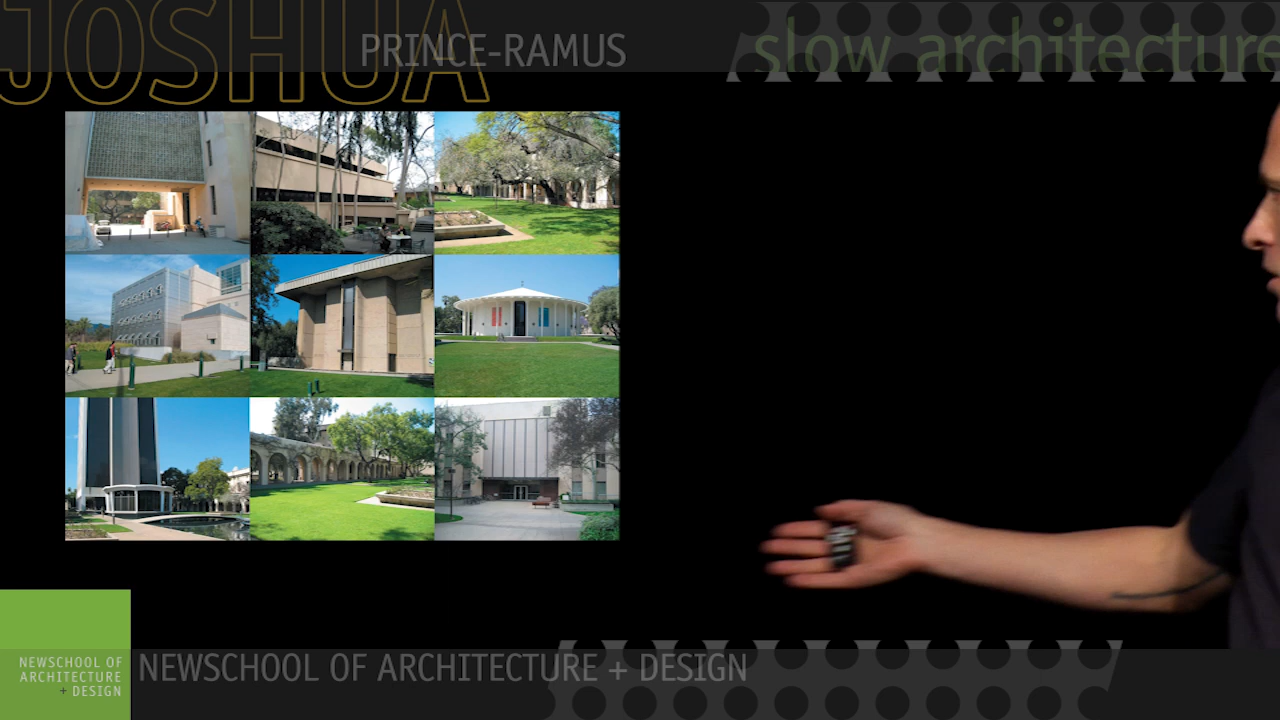 JOSHUA
PRINCE-RAMUS
slow architecture
NEWSCHOOL OF
ARCHITECTURE
+ DESIGN
NEWSCHOOL OF ARCHITECTURE + DESIGN